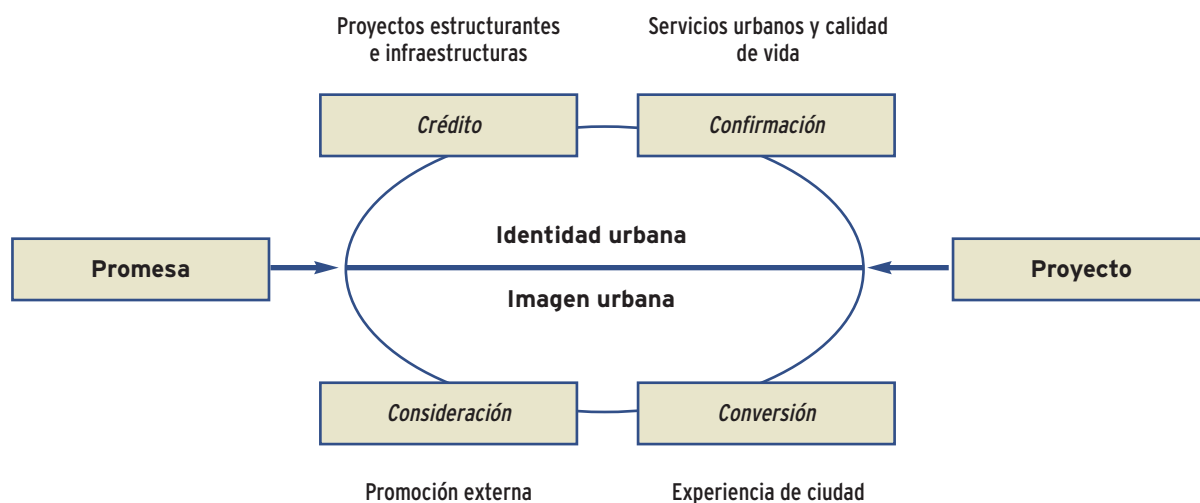 Proyectos estructurantes
e infraestructuras
Servicios urbanos y calidad
de vida
Crédito
Confirmación
Identidad urbana
Promesa
Proyecto
Imagen urbana
Consideración
Conversión
Promoción externa
Experiencia de ciudad